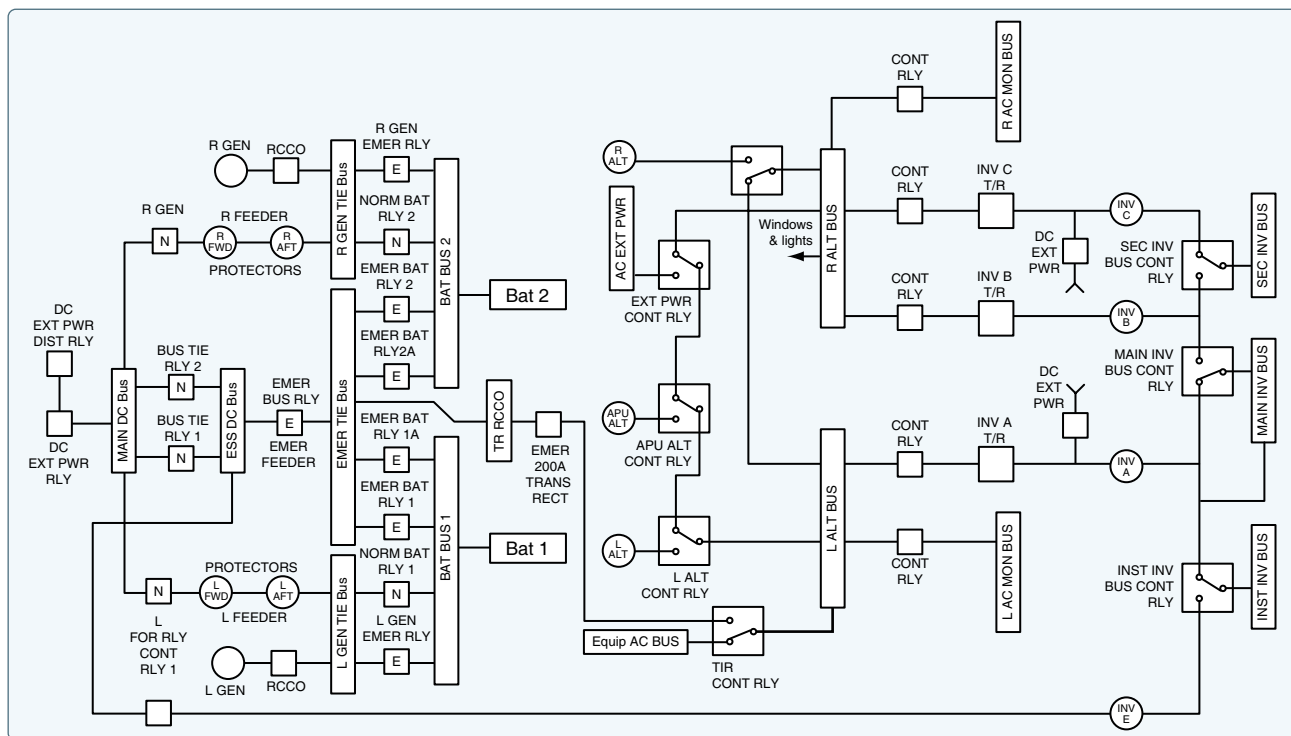 R GEN
RCCO
R GEN
EMER RLY
R GEN TIE Bus
NORM BAT
RLY 2
R GEN
N
R FEEDER
R
FWD
R
AFT
PROTECTORS
E
N
EMER BAT
RLY 2
E
EMER BAT
RLY2A
E
BAT BUS 2
Bat 2
DC
EXT PWR
DIST RLY
DC
EXT PWR
RLY
MAIN DC Bus
BUS TIE
RLY 2
N
BUS TIE
RLY 1
N
ESS DC Bus
EMER
BUS RLY
E
EMER
FEEDER
EMER TIE Bus
EMER BAT
RLY 1A
E
EMER BAT
RLY 1
E
BAT BUS 1
Bat 1
NORM BAT
RLY 1
N
L GEN
EMER RLY
E
L GEN TIE Bus
PROTECTORS
L
FWD
L
AFT
L FEEDER
N
L
FOR RLY
CONT
RLY 1
L GEN
RCCO
TR RCCO
EMER
200A
TRANS
RECT
R
ALT
AC EXT PWR
EXT PWR
CONT RLY
APU
ALT
APU ALT
CONT RLY
L
ALT
L ALT
CONT RLY
Equip AC BUS
TIR
CONT RLY
Windows
& lights
R ALT BUS
L ALT BUS
CONT
RLY
R AC MON BUS
CONT
RLY
INV C
T/R
DC
EXT
PWR
INV
C
SEC INV
BUS CONT
RLY
SEC INV BUS
CONT
RLY
INV B
T/R
INV
B
MAIN INV
BUS CONT
RLY
MAIN INV BUS
DC
EXT
PWR
CONT
RLY
INV A
T/R
INV
A
CONT
RLY
L AC MON BUS
INST INV
BUS CONT
RLY
INST INV BUS
INV
E